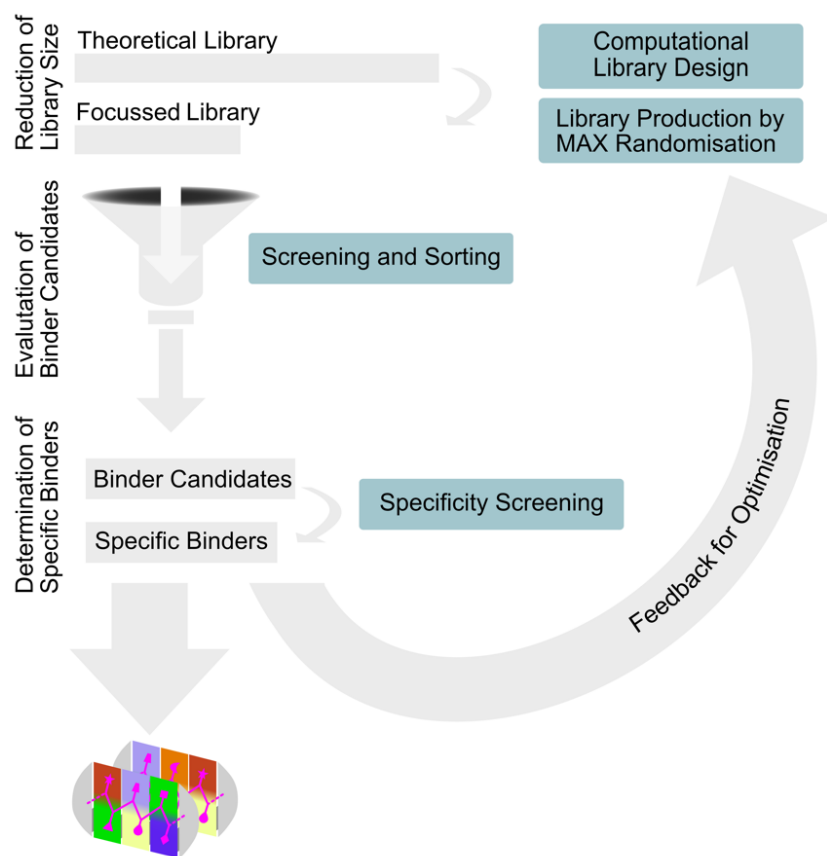 Reduction of
Library Size
Theoretical Library
Focussed Library
Computational
Library Design
Library Production by
MAX Randomisation
Evalutation of
Binder Candidates
Screening and Sorting
Determination of
Specific Binders
Binder Candidates
Specific Binders
Specificity Screening
Feedback for Optimisation